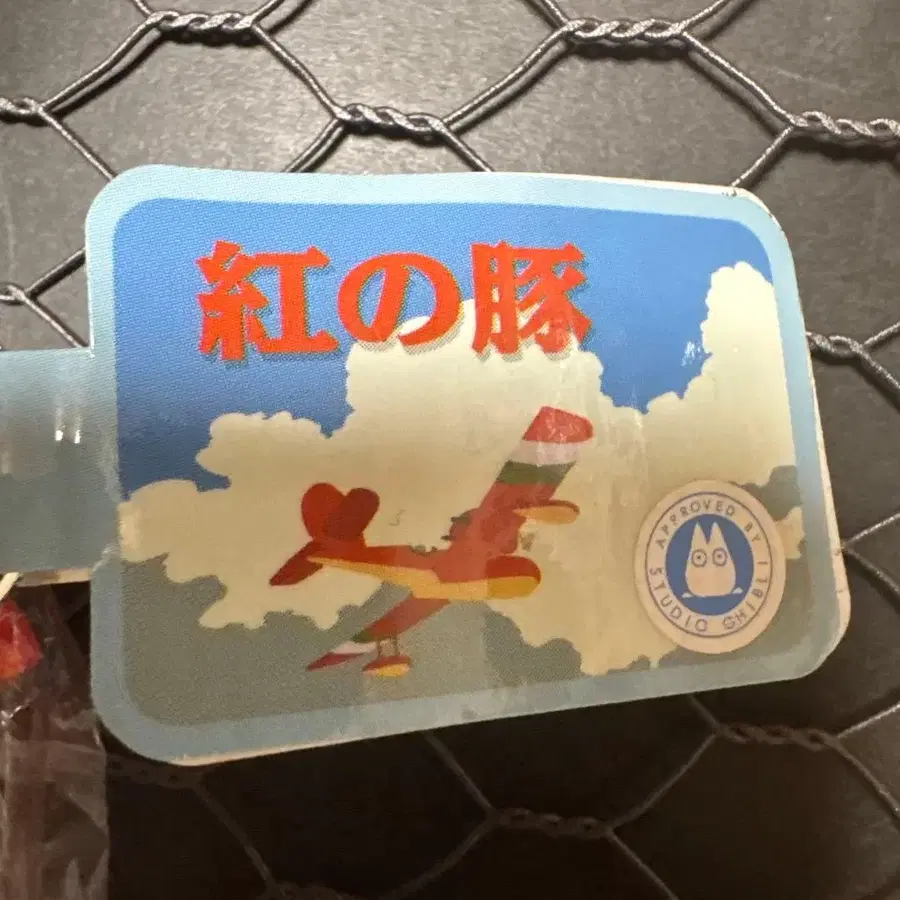 紅の豚
APPROVED BY
STUDIO GHIBLI